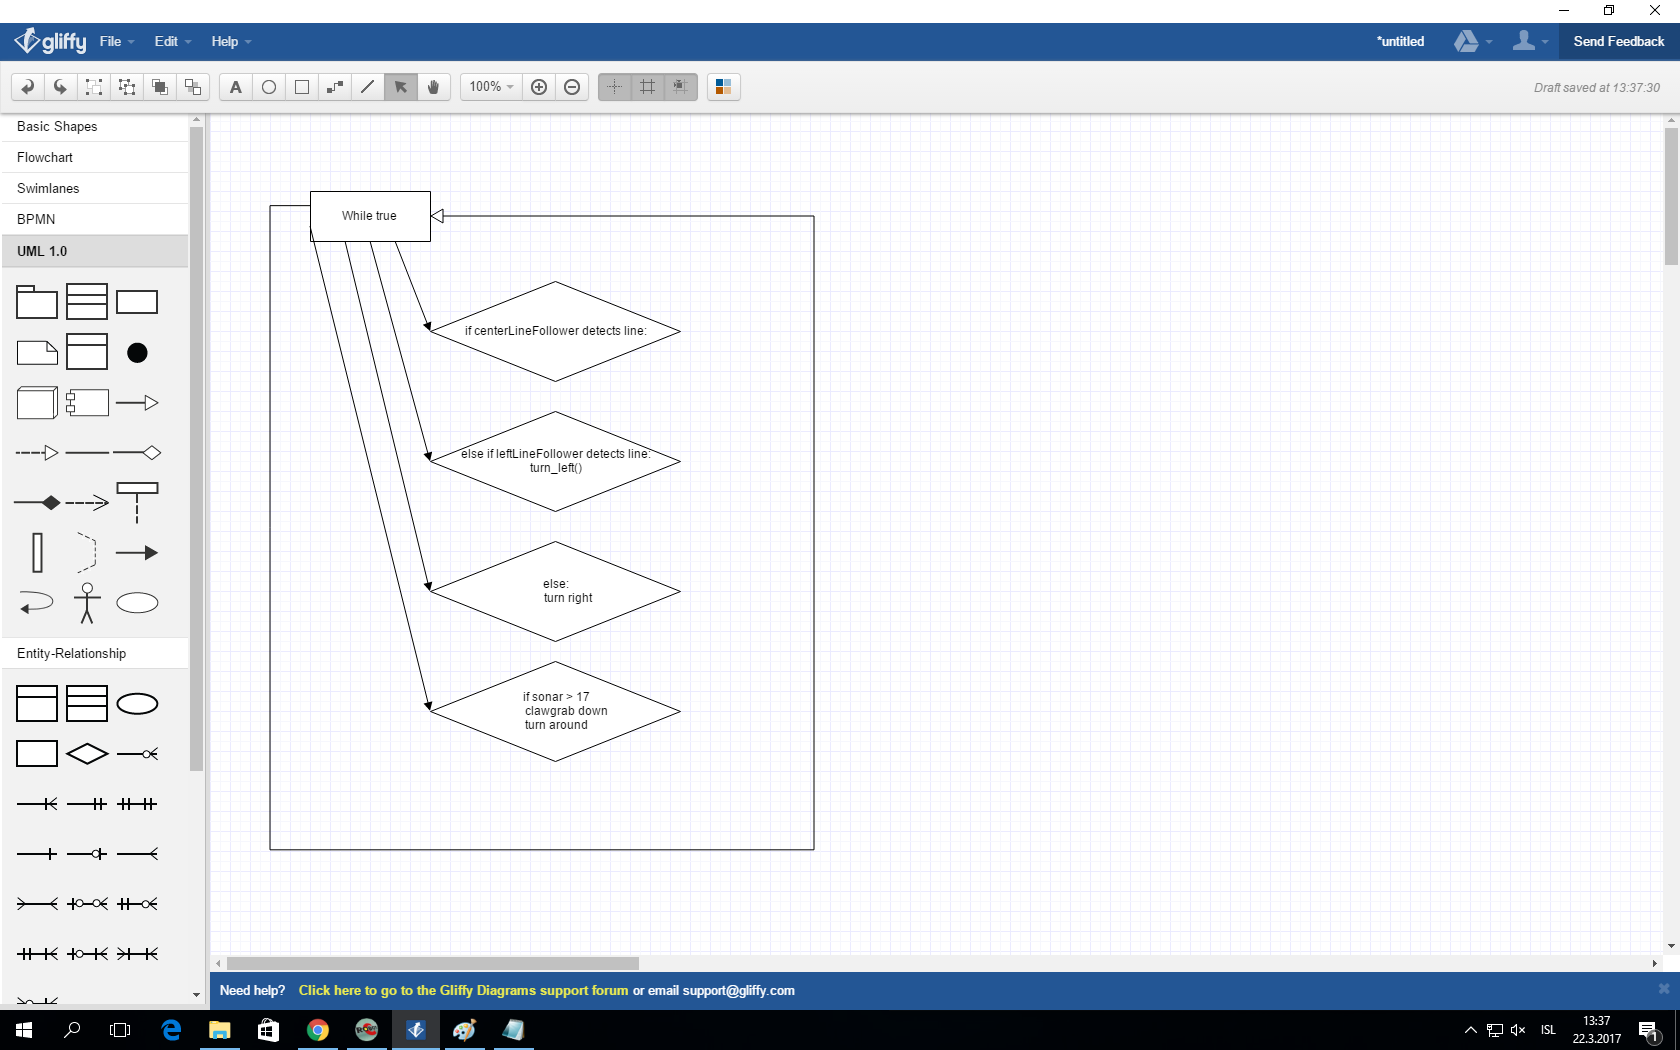 gliffy
File
Edit
Help
*untitled
Send Feedback
A
100%
Draft saved at 13:37:30
Basic Shapes
Flowchart
Swimlanes
BPMN
UML 1.0
Entity-Relationship
While true
if centerLineFollower detects line:
else if leftLineFollower detects line:
turn_left()
else:
turn right
if sonar > 17
clawgrab down
turn around
Need help? Click here to go to the Gliffy Diagrams support forum or email support@gliffy.com
ISL
13:37
22.3.2017
1